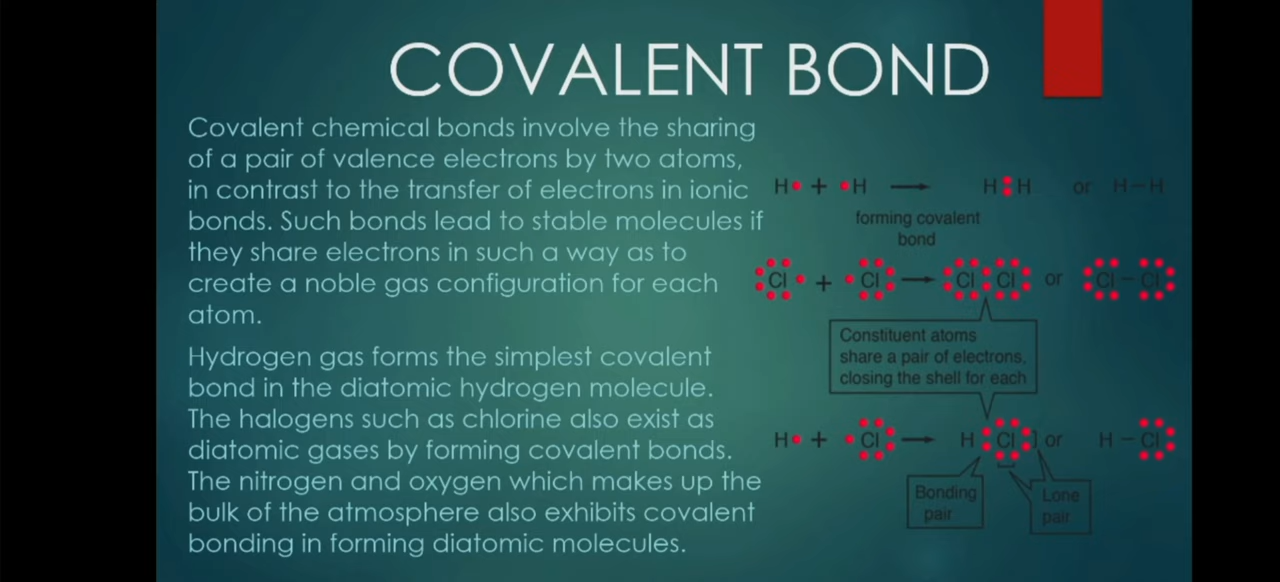 COVALENT BOND
Covalent chemical bonds involve the sharing
of a pair of valence electrons by two atoms,
in contrast to the transfer of electrons in ionic
bonds. Such bonds lead to stable molecules if
they share electrons in such a way as to
create a noble gas configuration for each
atom.
Hydrogen gas forms the simplest covalent
bond in the diatomic hydrogen molecule.
The halogens such as chlorine also exist as
diatomic gases by forming covalent bonds.
The nitrogen and oxygen which makes up the
bulk of the atmosphere also exhibits covalent
bonding in forming diatomic molecules.
H• + •H → H:H or H–H
forming covalent
bond
Cl• + •Cl → Cl:Cl or Cl–Cl
Constituent atoms
share a pair of electrons,
closing the shell for each
H• + •Cl → H:Cl or H–Cl
Bonding
pair
Lone
pair